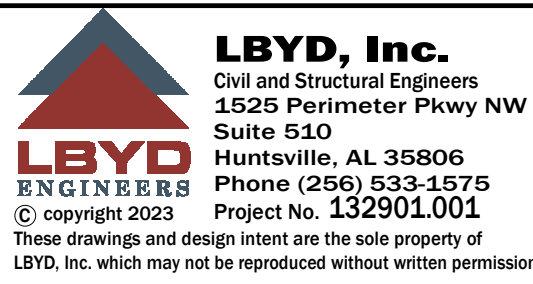 LBYD
ENGINEERS
© copyright 2023
LBYD, Inc.
Civil and Structural Engineers
1525 Perimeter Pkwy NW
Suite 510
Huntsville, AL 35806
Phone (256) 533-1575
Project No. 132901.001
These drawings and design intent are the sole property of
LBYD, Inc. which may not be reproduced without written permission